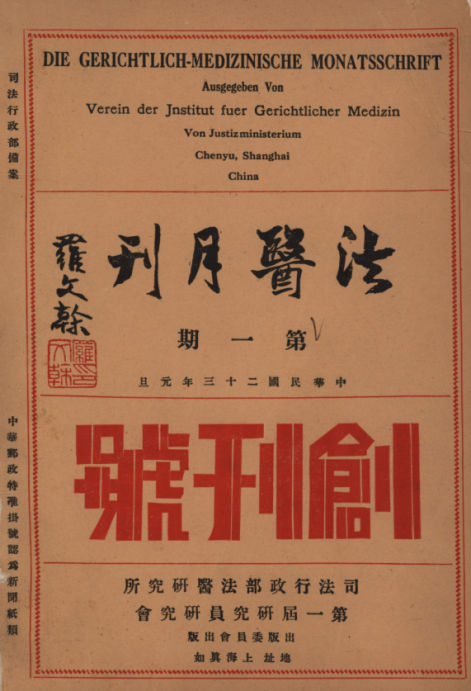 DIE GERICHTLICH-MEDIZINISCHE MONATSSCHRIFT
Ausgegeben Von
Verein der Jnstitut fuer Gerichtlicher Medizin
Von Justizministerium
Chenyu, Shanghai
China
司法行政部備案
法醫月刊
羅文榦
第一期
中華民國二十三年元旦
創刊號
中華郵政特准掛號認爲新聞紙類
司法行政部法醫研究所
第一屆研究員研究會
出版委員會出版
地址上海眞如